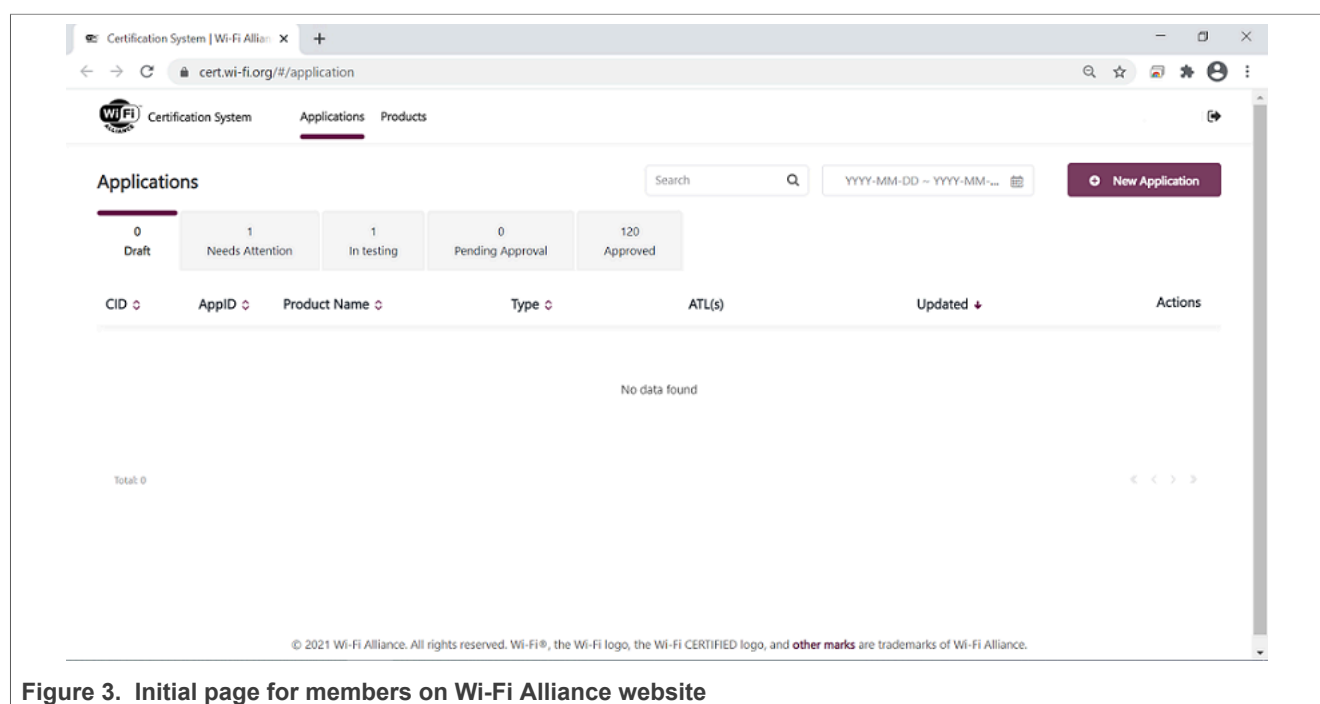 Certification System | Wi-Fi Allian
cert.wi-fi.org/#/application
Wi Fi ALLIANCE Certification System Applications Products
Applications Search YYYY-MM-DD ~ YYYY-MM-... New Application
0 1 1 0 120
Draft Needs Attention In testing Pending Approval Approved
CID AppID Product Name Type ATL(s) Updated Actions
No data found
Total: 0
© 2021 Wi-Fi Alliance. All rights reserved. Wi-Fi®, the Wi-Fi logo, the Wi-Fi CERTIFIED logo, and other marks are trademarks of Wi-Fi Alliance.
Figure 3. Initial page for members on Wi-Fi Alliance website